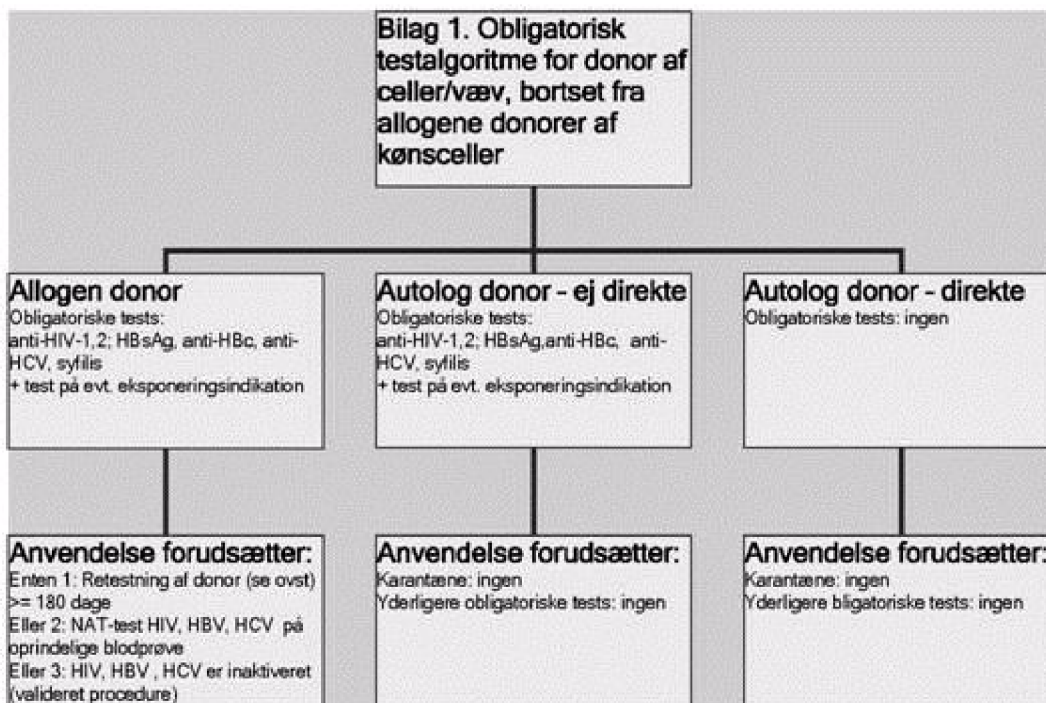 Bilag 1. Obligatorisk
testalgoritme for donor af
celler/væv, bortset fra
allogene donorer af
kønsceller
Allogen donor
Obligatoriske tests:
anti-HIV-1,2; HBsAg, anti-HBc, anti-
HCV, syfilis
+ test på evt. eksponeringsindikation
Autolog donor - ej direkte
Obligatoriske tests:
anti-HIV-1,2; HBsAg,anti-HBc, anti-
HCV, syfilis
+ test på evt. eksponeringsindikation
Autolog donor - direkte
Obligatoriske tests: ingen
Anvendelse forudsætter:
Enten 1: Retestning af donor (se ovst)
>= 180 dage
Eller 2: NAT-test HIV, HBV, HCV på
oprindelige blodprøve
Eller 3: HIV, HBV , HCV er inaktiveret
(valideret procedure)
Anvendelse forudsætter:
Karantæne: ingen
Yderligere obligatoriske tests: ingen
Anvendelse forudsætter:
Karantæne: ingen
Yderligere bligatoriske tests: ingen